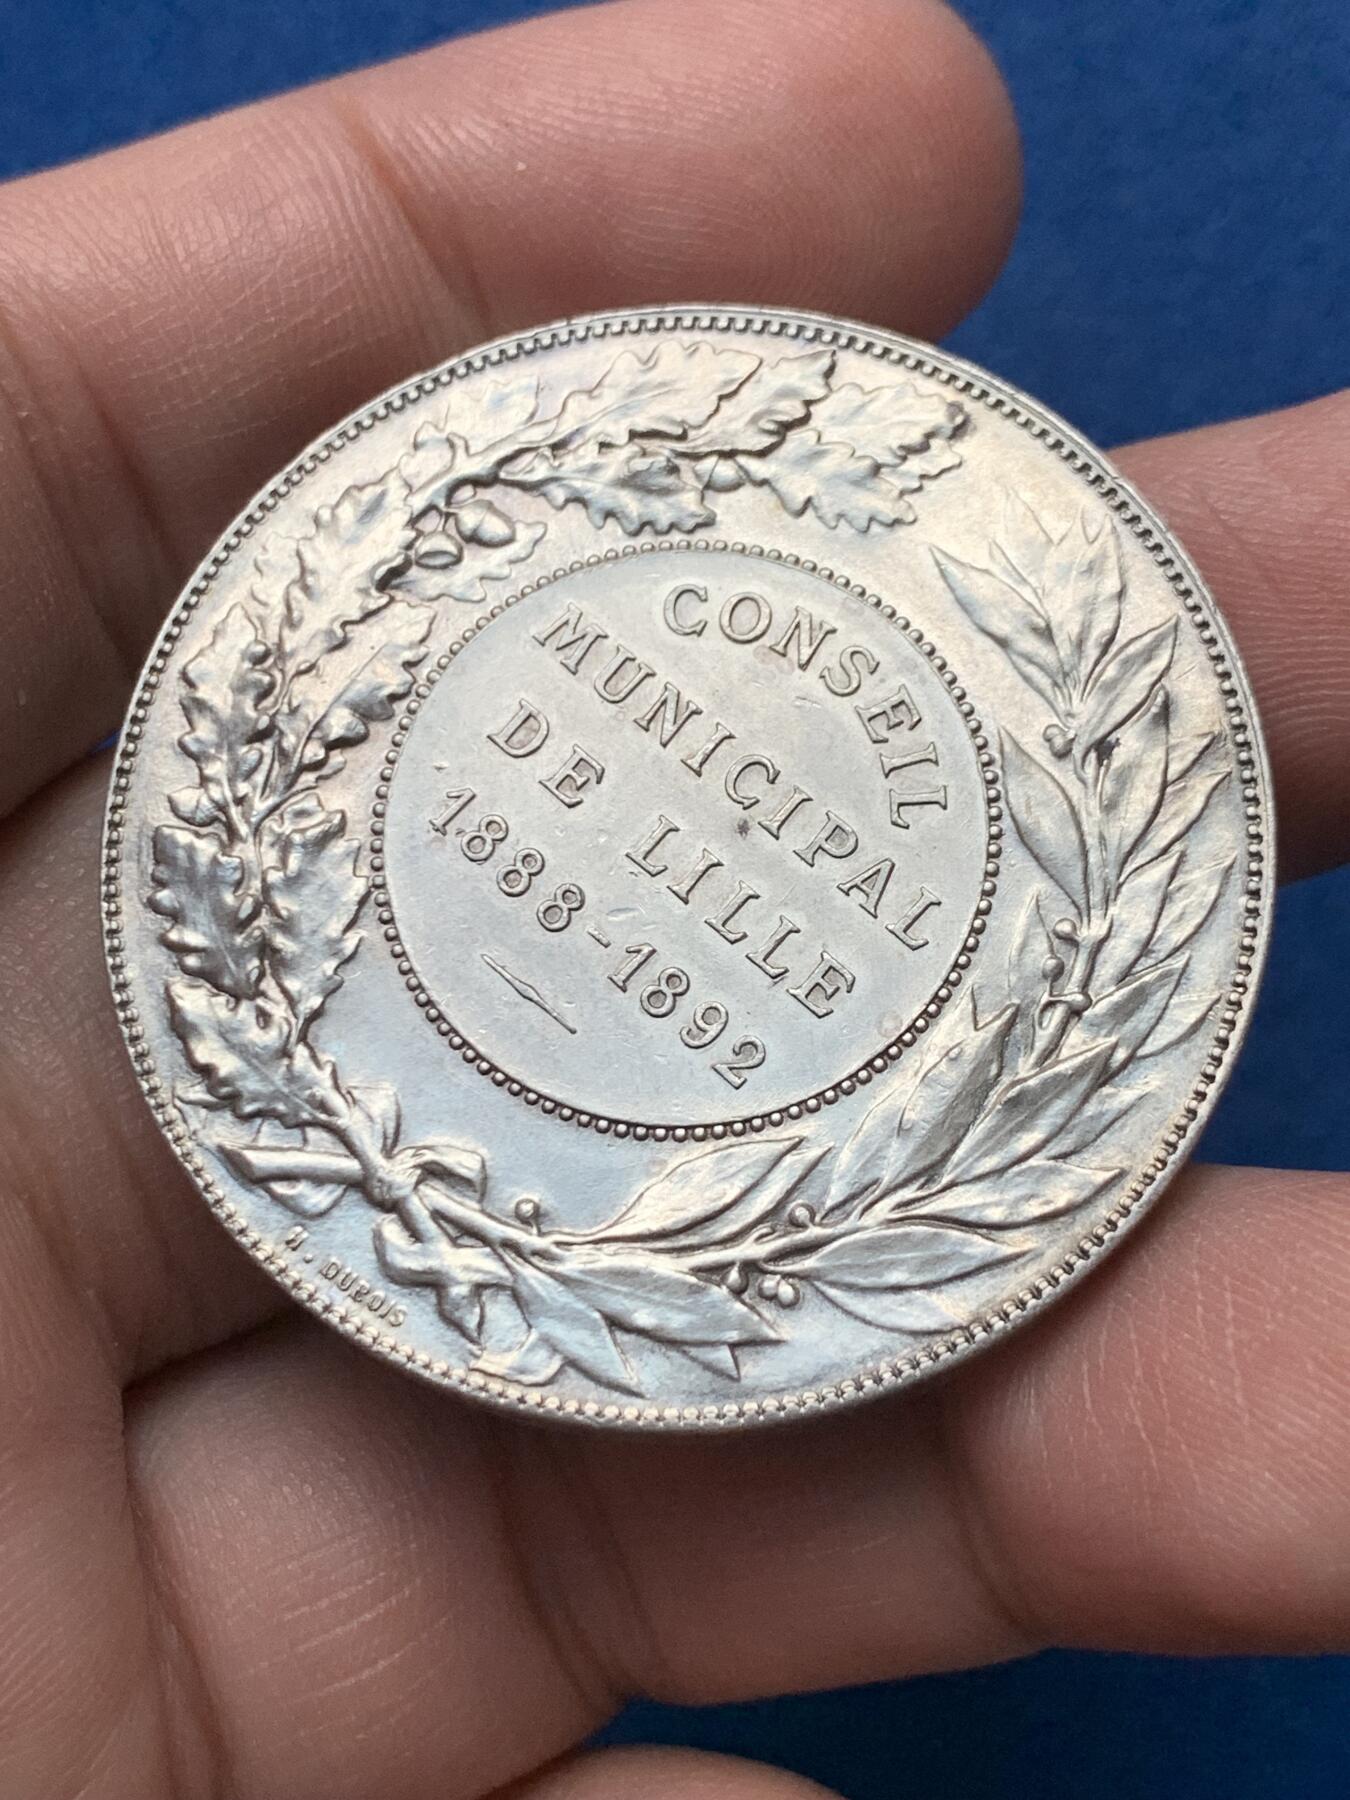 CONSEIL
MUNICIPAL
DE LILLE
1888-1892
H. DUBOIS